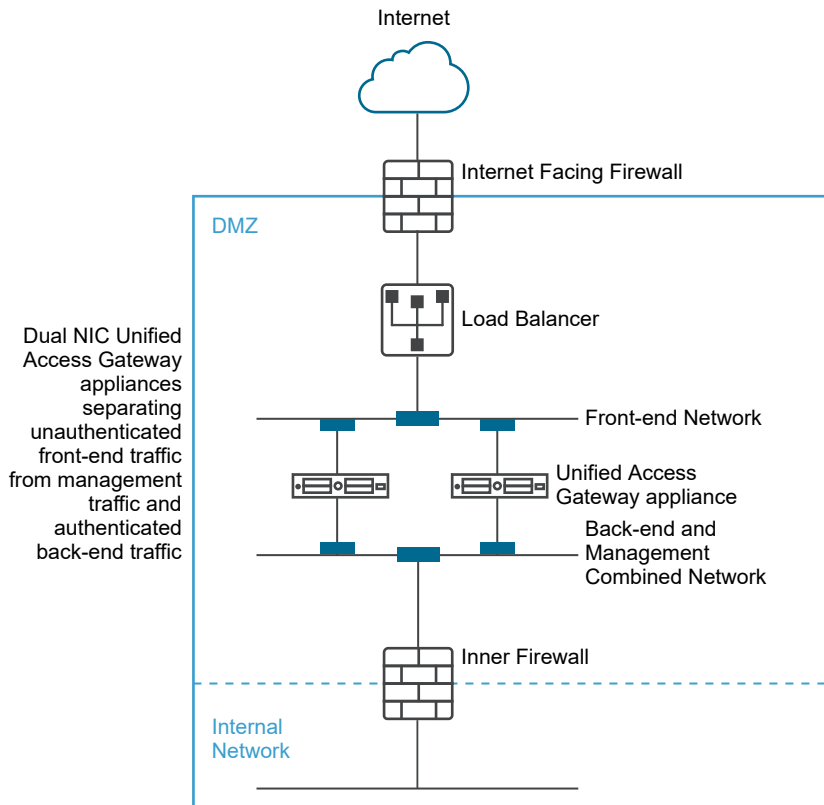 Internet
Internet Facing Firewall
DMZ
Load Balancer
Dual NIC Unified
Access Gateway
appliances
separating
unauthenticated
front-end traffic
from management
traffic and
authenticated
back-end traffic
Front-end Network
Unified Access
Gateway appliance
Back-end and
Management
Combined Network
Inner Firewall
Internal
Network